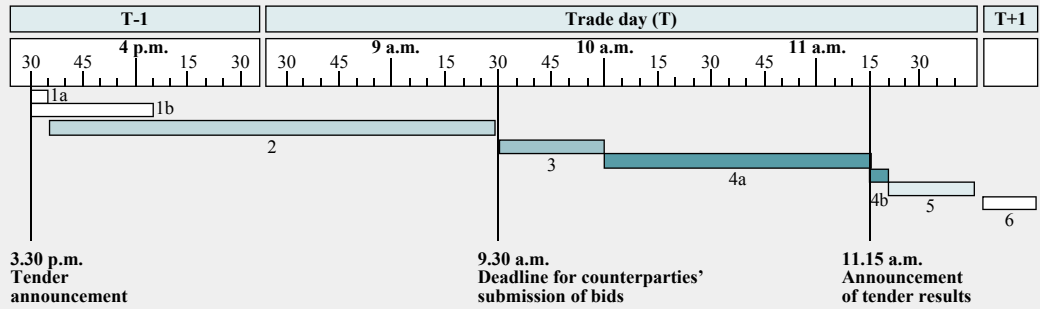 T-1 Trade day (T) T+1
4 p.m. 9 a.m. 10 a.m. 11 a.m.
30 45 15 30 30 45 15 30 45 15 30 45 15 30
1a
1b
2
3
4a
4b
5
6
3.30 p.m.
Tender
announcement
9.30 a.m.
Deadline for counterparties’
submission of bids
11.15 a.m.
Announcement
of tender results